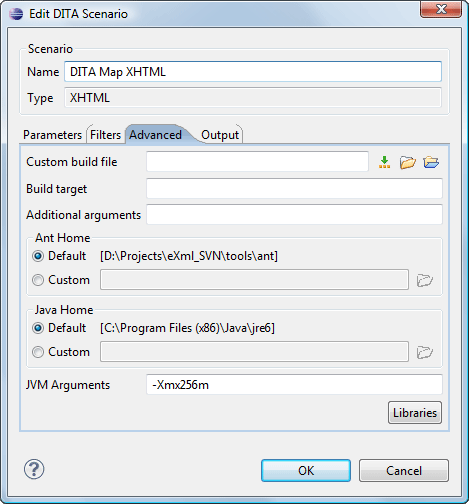 Edit DITA Scenario
Scenario
Name DITA Map XHTML
Type XHTML
Parameters Filters Advanced Output
Custom build file
Build target
Additional arguments
Ant Home
Default [D:\Projects\eXml_SVN\tools\ant]
Custom
Java Home
Default [C:\Program Files (x86)\Java\jre6]
Custom
JVM Arguments -Xmx256m
Libraries
? OK Cancel